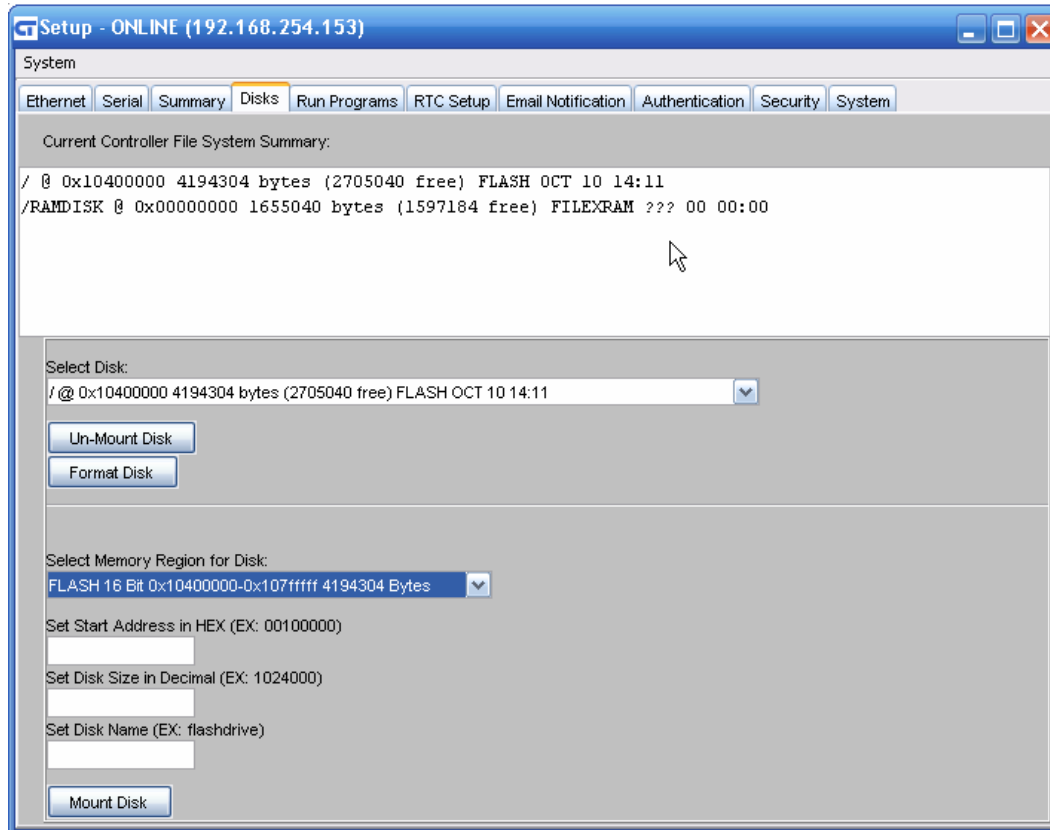 Setup - ONLINE (192.168.254.153)
System
Ethernet Serial Summary Disks Run Programs RTC Setup Email Notification Authentication Security System
Current Controller File System Summary:
/ @ 0x10400000 4194304 bytes (2705040 free) FLASH OCT 10 14:11
/RAMDISK @ 0x00000000 1655040 bytes (1597184 free) FILEXRAM ??? 00 00:00
Select Disk:
/ @ 0x10400000 4194304 bytes (2705040 free) FLASH OCT 10 14:11
Un-Mount Disk
Format Disk
Select Memory Region for Disk:
FLASH 16 Bit 0x10400000-0x107fffff 4194304 Bytes
Set Start Address in HEX (EX: 00100000)
Set Disk Size in Decimal (EX: 1024000)
Set Disk Name (EX: flashdrive)
Mount Disk